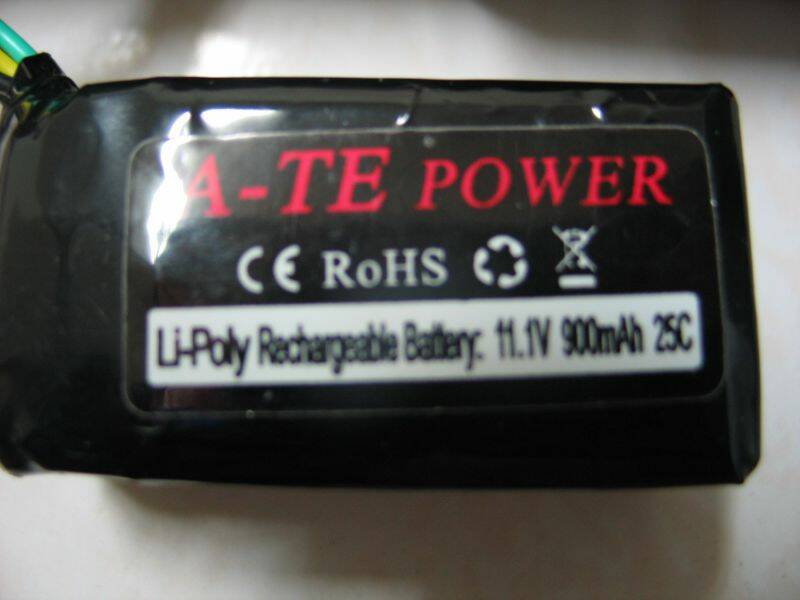 A-TE POWER
CE RoHS
Li-Poly Rechargeable Battery: 11.1V 900mAh 25C